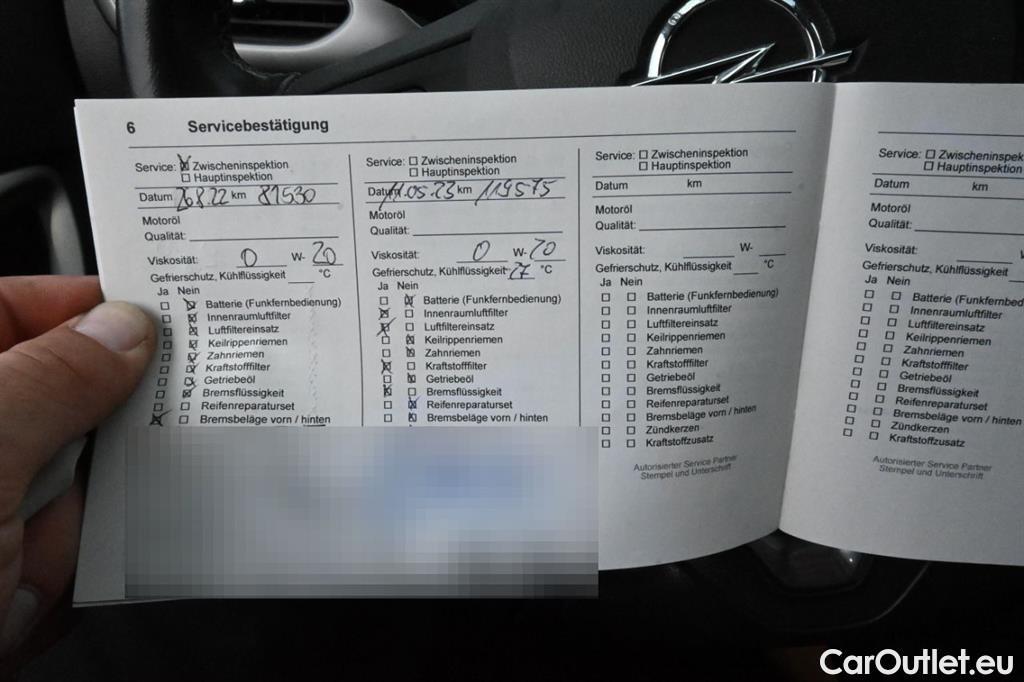 6 Servicebestätigung
Service: Zwischeninspektion
Hauptinspektion
Datum 26.8.22 km 81530
Motoröl
Qualität:
Viskosität: 0 W- 20
Gefrierschutz, Kühlflüssigkeit °C
Ja Nein
Batterie (Funkfernbedienung)
Innenraumluftfilter
Luftfiltereinsatz
Keilrippenriemen
Zahnriemen
Kraftstofffilter
Getriebeöl
Bremsflüssigkeit
Reifenreparaturset
Bremsbeläge vorn / hinten
Service: Zwischeninspektion
Hauptinspektion
Datum 11.05.23 km 119575
Motoröl
Qualität:
Viskosität: 0 W- 20
Gefrierschutz, Kühlflüssigkeit 27 °C
Ja Nein
Batterie (Funkfernbedienung)
Innenraumluftfilter
Luftfiltereinsatz
Keilrippenriemen
Zahnriemen
Kraftstofffilter
Getriebeöl
Bremsflüssigkeit
Reifenreparaturset
Bremsbeläge vorn / hinten
Service: Zwischeninspektion
Hauptinspektion
Datum km
Motoröl
Qualität:
Viskosität: W-
Gefrierschutz, Kühlflüssigkeit °C
Ja Nein
Batterie (Funkfernbedienung)
Innenraumluftfilter
Luftfiltereinsatz
Keilrippenriemen
Zahnriemen
Kraftstofffilter
Getriebeöl
Bremsflüssigkeit
Reifenreparaturset
Bremsbeläge vorn / hinten
Zündkerzen
Kraftstoffzusatz
Autorisierter Service Partner
Stempel und Unterschrift
Service: Zwischeninspektion
Hauptinspektion
Datum km
Motoröl
Qualität:
Viskosität: W-
Gefrierschutz, Kühlflüssigkeit
Ja Nein
Batterie (Funkfernbed
Innenraumluftfilter
Luftfiltereinsatz
Keilrippenriemen
Zahnriemen
Kraftstofffilter
Getriebeöl
Bremsflüssigkeit
Reifenreparaturset
Bremsbeläge vorn / hinten
Zündkerzen
Kraftstoffzusatz
Autorisierter Service Partner
Stempel und Unterschrift
CarOutlet.eu